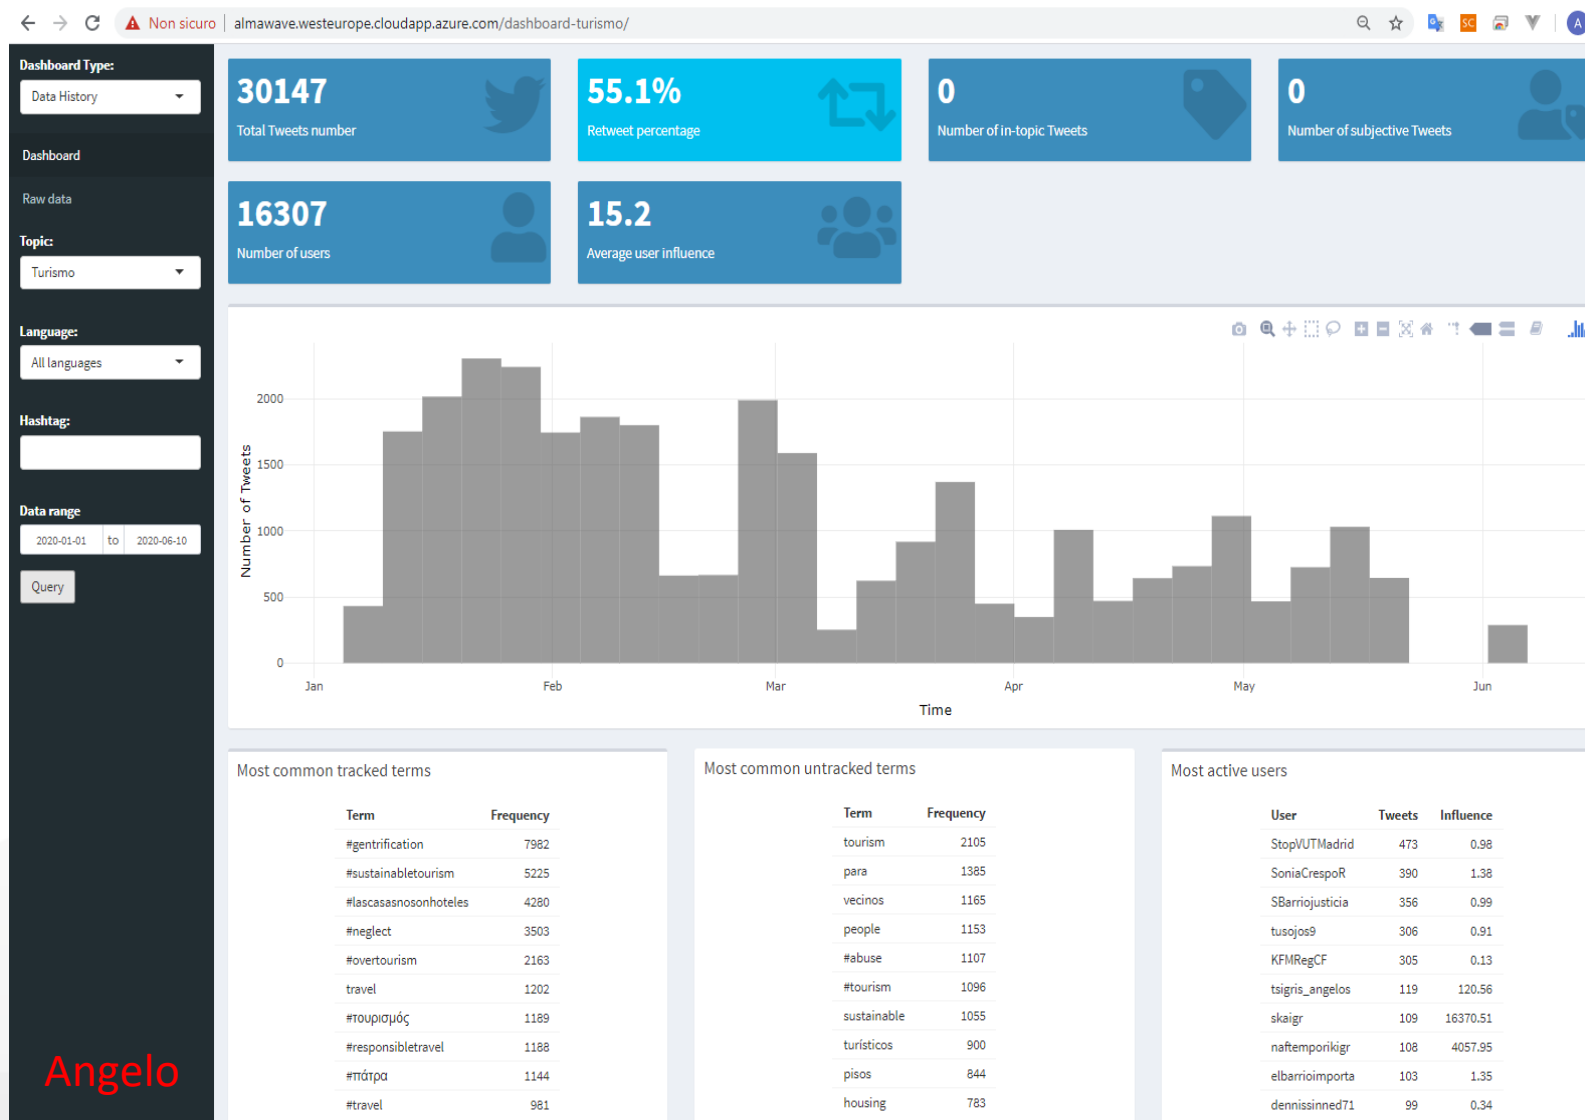 Non sicuro | almawave.westeurope.cloudapp.azure.com/dashboard-turismo/
SC
A
Dashboard Type:
Data History
Dashboard
Raw data
Topic:
Turismo
Language:
All languages
Hashtag:
Data range
2020-01-01 to 2020-06-10
Query
Angelo
30147
Total Tweets number
55.1%
Retweet percentage
0
Number of in-topic Tweets
0
Number of subjective Tweets
16307
Number of users
15.2
Average user influence
Number of Tweets
2000
1500
1000
500
0
Jan Feb Mar Apr May Jun
Time
Most common tracked terms
Term Frequency
#gentrification 7982
#sustainabletourism 5225
#lascasasnosonhoteles 4280
#neglect 3503
#overtourism 2163
travel 1202
#τουρισμός 1189
#responsibletravel 1188
#πάτρα 1144
#travel 981
Most common untracked terms
Term Frequency
tourism 2105
para 1385
vecinos 1165
people 1153
#abuse 1107
#tourism 1096
sustainable 1055
turísticos 900
pisos 844
housing 783
Most active users
User Tweets Influence
StopVUTMadrid 473 0.98
SoniaCrespoR 390 1.38
SBarriojusticia 356 0.99
tusojos9 306 0.91
KFMRegCF 305 0.13
tsigris_angelos 119 120.56
skaigr 109 16370.51
naftemporikigr 108 4057.95
elbarrioimporta 103 1.35
dennissinned71 99 0.34